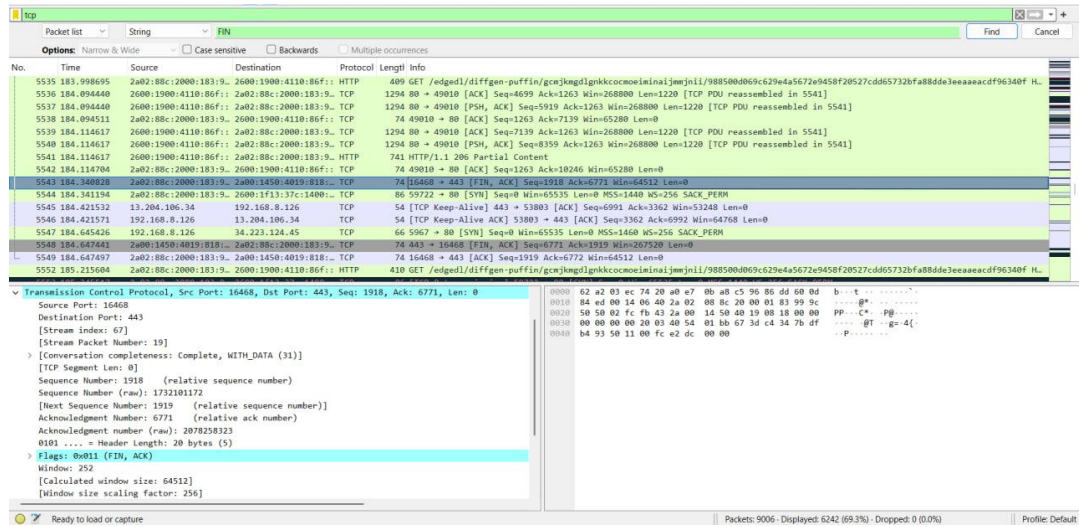 tcp
Packet list String FIN Find Cancel
Options: Narrow & Wide Case sensitive Backwards Multiple occurrences
No. Time Source Destination Protocol Lengtl Info
5535 183.998695 2a02:88c:2000:183:9… 2600:1900:4110:86f:: HTTP 409 GET /edgedl/diffgen-puffin/gcmjkmgdlgnkkcocmoeiminaijmmjnii/988500d069c629e4a5672e9458f20527cdd65732bfa88dde3eeaaeacdf96340f H…
5536 184.094440 2600:1900:4110:86f:: 2a02:88c:2000:183:9… TCP 1294 80 → 49010 [ACK] Seq=4699 Ack=1263 Win=268800 Len=1220 [TCP PDU reassembled in 5541]
5537 184.094440 2600:1900:4110:86f:: 2a02:88c:2000:183:9… TCP 1294 80 → 49010 [PSH, ACK] Seq=5919 Ack=1263 Win=268800 Len=1220 [TCP PDU reassembled in 5541]
5538 184.094511 2a02:88c:2000:183:9… 2600:1900:4110:86f:: TCP 74 49010 → 80 [ACK] Seq=1263 Ack=7139 Win=65280 Len=0
5539 184.114617 2600:1900:4110:86f:: 2a02:88c:2000:183:9… TCP 1294 80 → 49010 [ACK] Seq=7139 Ack=1263 Win=268800 Len=1220 [TCP PDU reassembled in 5541]
5540 184.114617 2600:1900:4110:86f:: 2a02:88c:2000:183:9… TCP 1294 80 → 49010 [PSH, ACK] Seq=8359 Ack=1263 Win=268800 Len=1220 [TCP PDU reassembled in 5541]
5541 184.114617 2600:1900:4110:86f:: 2a02:88c:2000:183:9… HTTP 741 HTTP/1.1 206 Partial Content
5542 184.114704 2a02:88c:2000:183:9… 2600:1900:4110:86f:: TCP 74 49010 → 80 [ACK] Seq=1263 Ack=10246 Win=65280 Len=0
5543 184.340828 2a02:88c:2000:183:9… 2a00:1450:4019:818:… TCP 74 16468 → 443 [FIN, ACK] Seq=1918 Ack=6771 Win=64512 Len=0
5544 184.341194 2a02:88c:2000:183:9… 2600:1f13:37c:1400:… TCP 86 59722 → 80 [SYN] Seq=0 Win=65535 Len=0 MSS=1440 WS=256 SACK_PERM
5545 184.421532 13.204.106.34 192.168.8.126 TCP 54 [TCP Keep-Alive] 443 → 53803 [ACK] Seq=6991 Ack=3362 Win=53248 Len=0
5546 184.421571 192.168.8.126 13.204.106.34 TCP 54 [TCP Keep-Alive ACK] 53803 → 443 [ACK] Seq=3362 Ack=6992 Win=64768 Len=0
5547 184.645426 192.168.8.126 34.223.124.45 TCP 66 5967 → 80 [SYN] Seq=0 Win=65535 Len=0 MSS=1460 WS=256 SACK_PERM
5548 184.647441 2a00:1450:4019:818:… 2a02:88c:2000:183:9… TCP 74 443 → 16468 [FIN, ACK] Seq=6771 Ack=1919 Win=267520 Len=0
5549 184.647497 2a02:88c:2000:183:9… 2a00:1450:4019:818:… TCP 74 16468 → 443 [ACK] Seq=1919 Ack=6772 Win=64512 Len=0
5552 185.215604 2a02:88c:2000:183:9… 2600:1900:4110:86f:: HTTP 410 GET /edgedl/diffgen-puffin/gcmjkmgdlgnkkcocmoeiminaijmmjnii/988500d069c629e4a5672e9458f20527cdd65732bfa88dde3eeaaeacdf96340f H…
Transmission Control Protocol, Src Port: 16468, Dst Port: 443, Seq: 1918, Ack: 6771, Len: 0
Source Port: 16468
Destination Port: 443
[Stream index: 67]
[Stream Packet Number: 19]
[Conversation completeness: Complete, WITH_DATA (31)]
[TCP Segment Len: 0]
Sequence Number: 1918 (relative sequence number)
Sequence Number (raw): 1732101172
[Next Sequence Number: 1919 (relative sequence number)]
Acknowledgment Number: 6771 (relative ack number)
Acknowledgment number (raw): 2078258323
0101 .... = Header Length: 20 bytes (5)
Flags: 0x011 (FIN, ACK)
Window: 252
[Calculated window size: 64512]
[Window size scaling factor: 256]
0000 62 a2 03 ec 74 20 a0 e7 0b a8 c5 96 86 dd 60 0d b···t ·· ······`·
0010 84 ed 00 14 06 40 2a 02 08 8c 20 00 01 83 99 9c ·····@*· ·· ·····
0020 50 50 02 fc fb 43 2a 00 14 50 40 19 08 18 00 00 PP···C*· ·P@·····
0030 00 00 00 00 20 03 40 54 01 bb 67 3d c4 34 7b df ···· ·@T ··g=·4{·
0040 b4 93 50 11 00 fc e2 dc 00 00 ··P····· ··
Ready to load or capture Packets: 9006 · Displayed: 6242 (69.3%) · Dropped: 0 (0.0%) Profile: Default